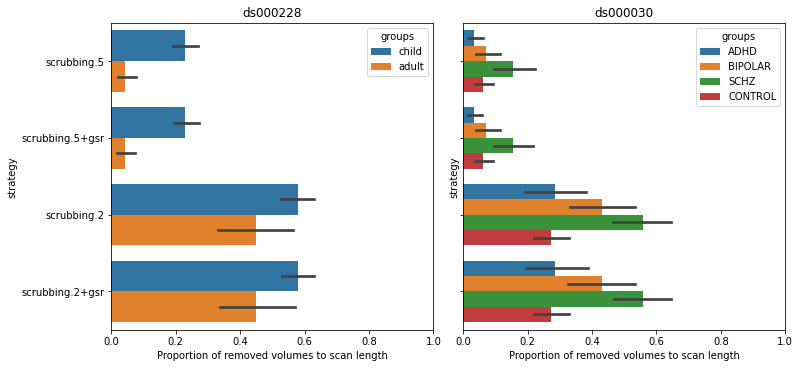 ds000228
groups
child
adult
scrubbing.5
scrubbing.5+gsr
scrubbing.2
scrubbing.2+gsr
strategy
0.0 0.2 0.4 0.6 0.8 1.0
Proportion of removed volumes to scan length
ds000030
groups
ADHD
BIPOLAR
SCHZ
CONTROL
strategy
0.0 0.2 0.4 0.6 0.8 1.0
Proportion of removed volumes to scan length